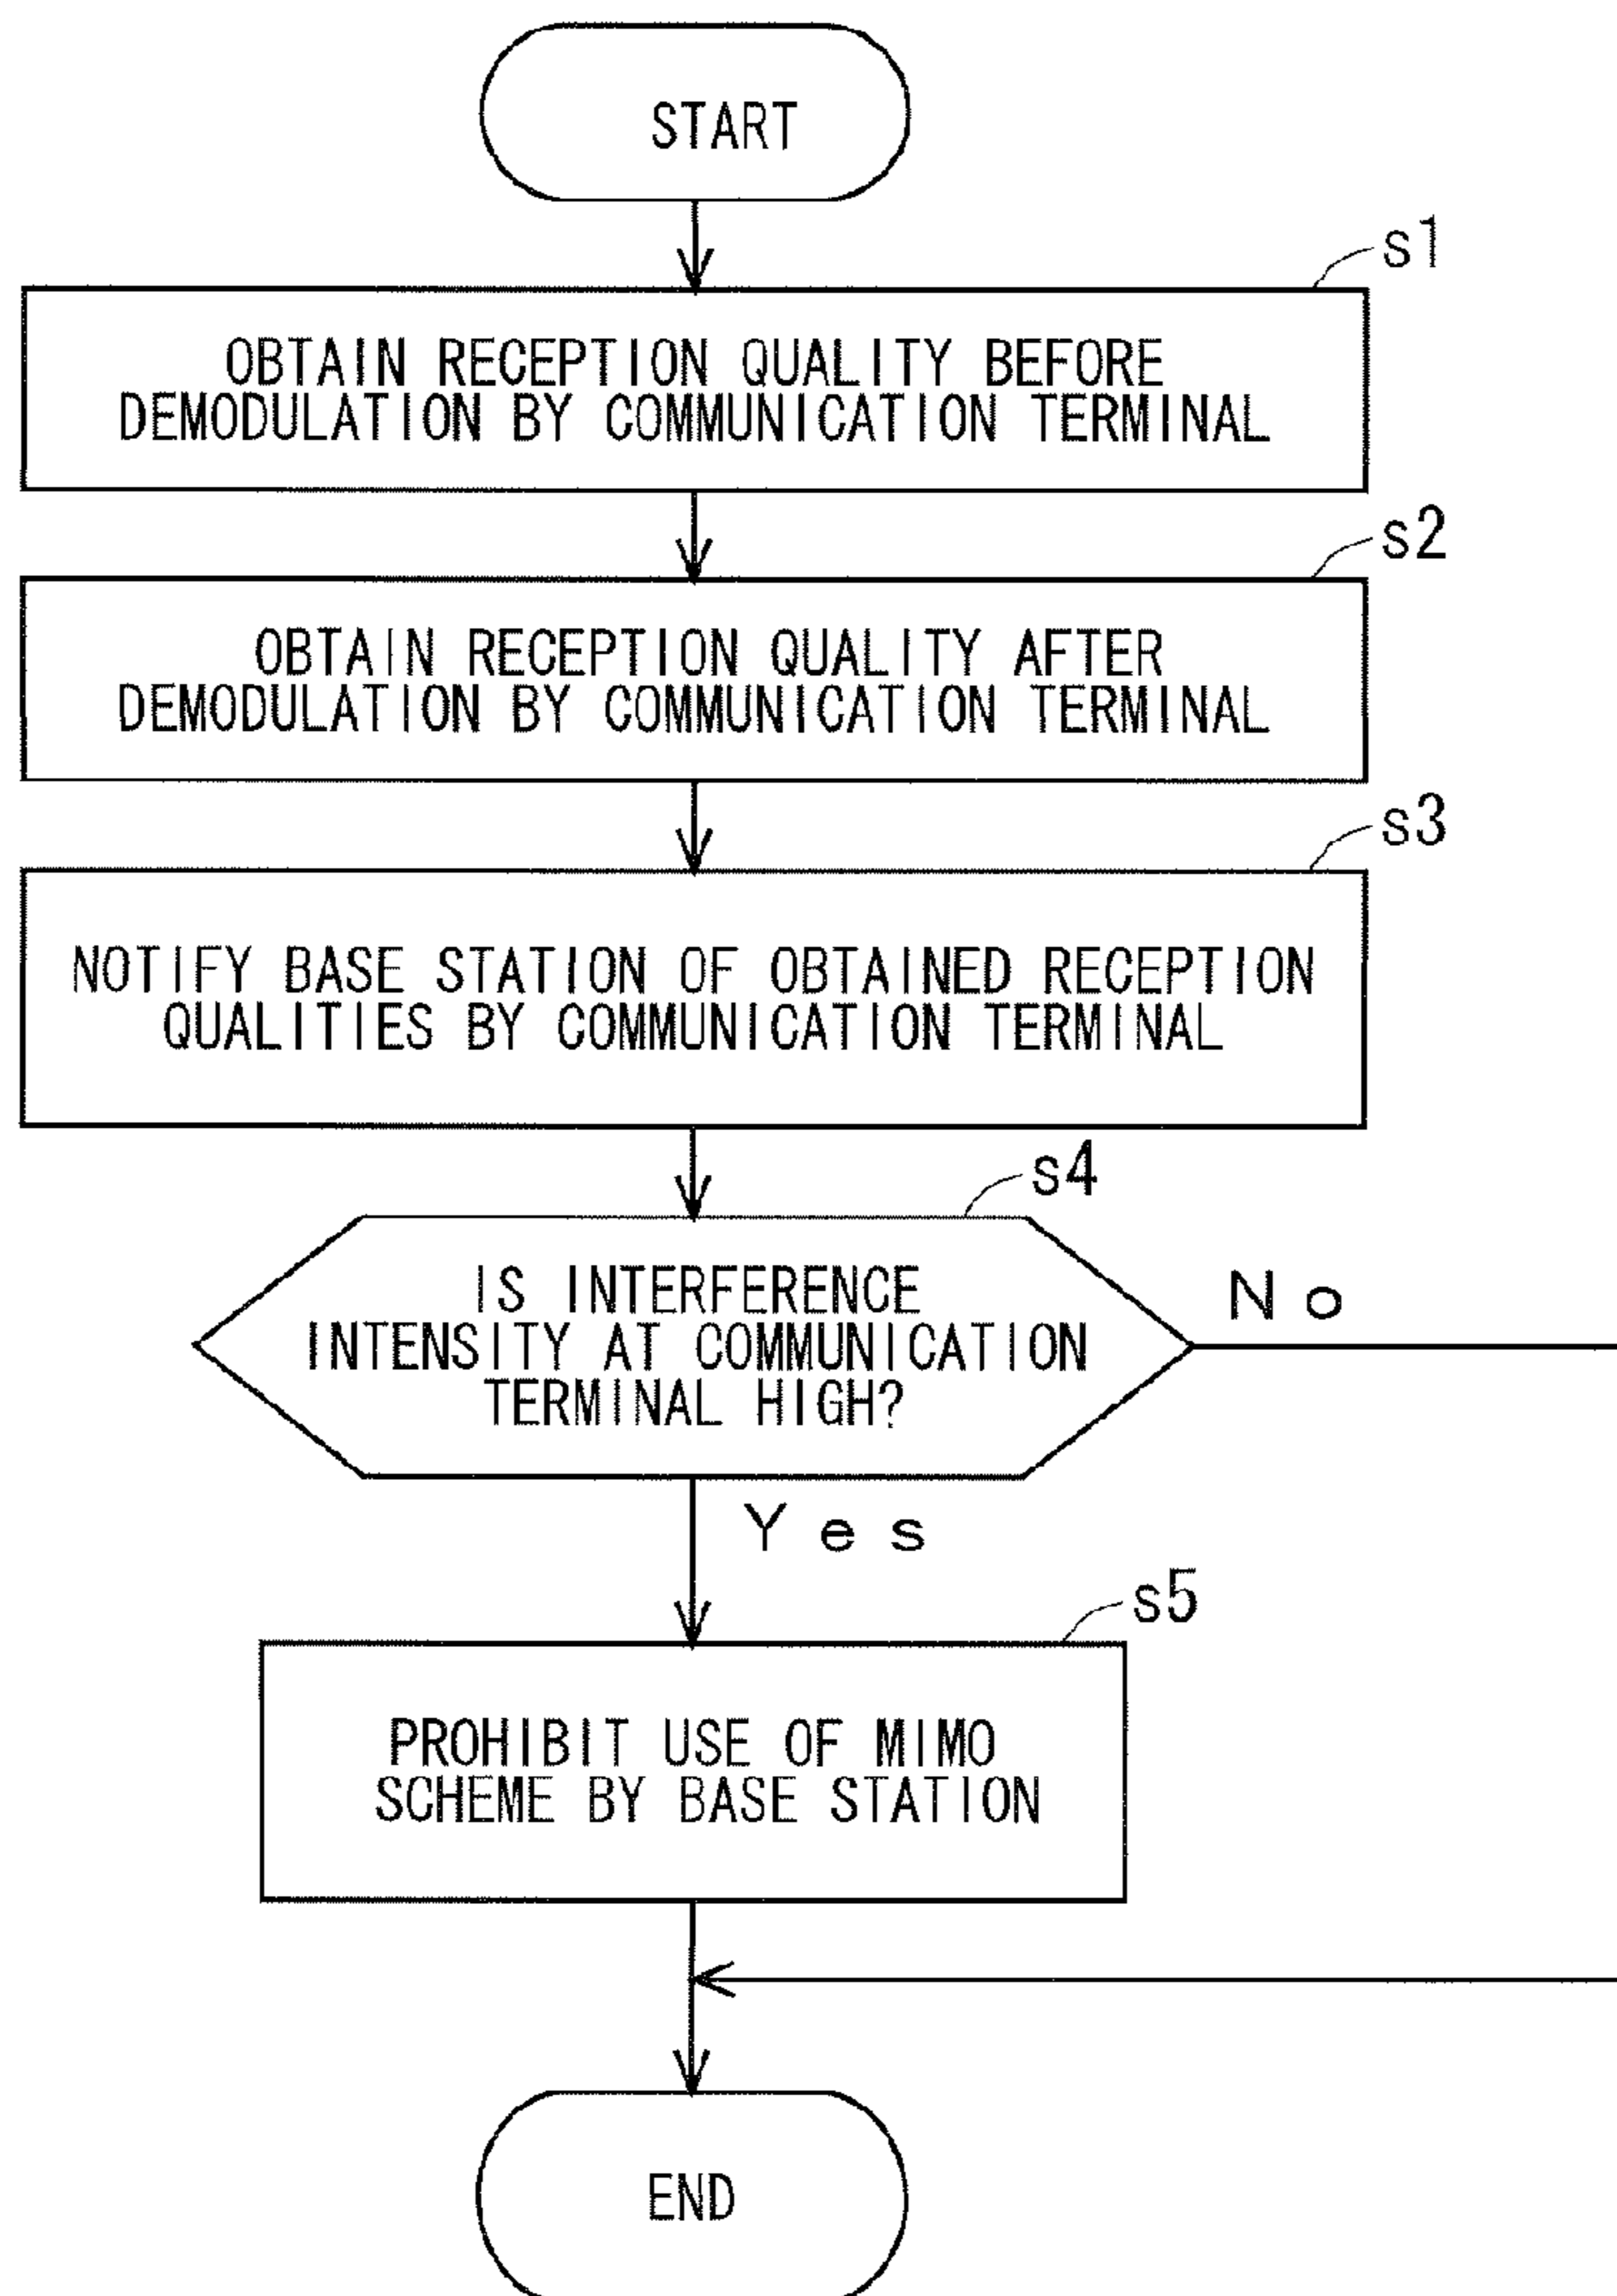 START
s1
OBTAIN RECEPTION QUALITY BEFORE
DEMODULATION BY COMMUNICATION TERMINAL
s2
OBTAIN RECEPTION QUALITY AFTER
DEMODULATION BY COMMUNICATION TERMINAL
s3
NOTIFY BASE STATION OF OBTAINED RECEPTION
QUALITIES BY COMMUNICATION TERMINAL
s4
IS INTERFERENCE
INTENSITY AT COMMUNICATION
TERMINAL HIGH?
No
Yes
s5
PROHIBIT USE OF MIMO
SCHEME BY BASE STATION
END